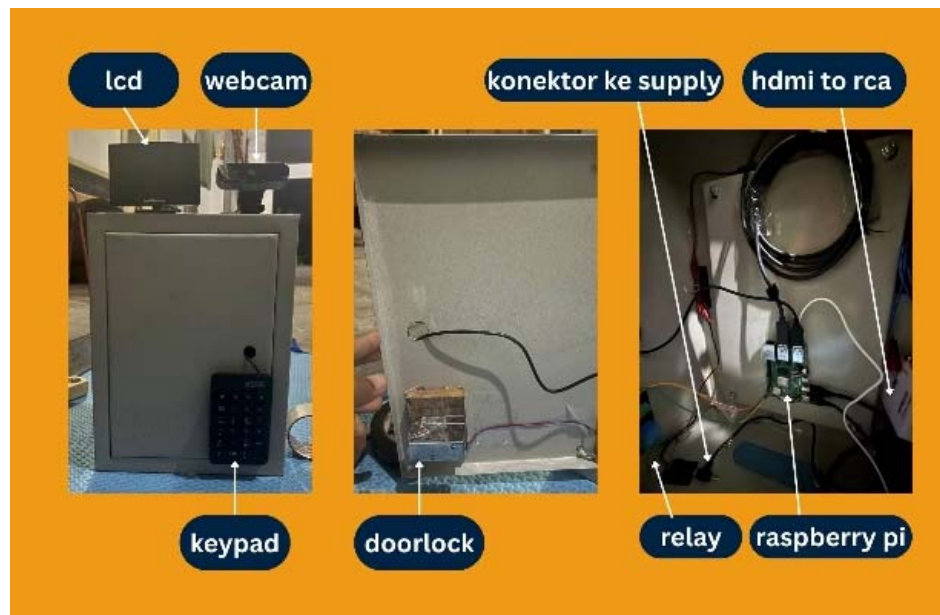 lcd
webcam
konektor ke supply
hdmi to rca
keypad
doorlock
relay
raspberry pi